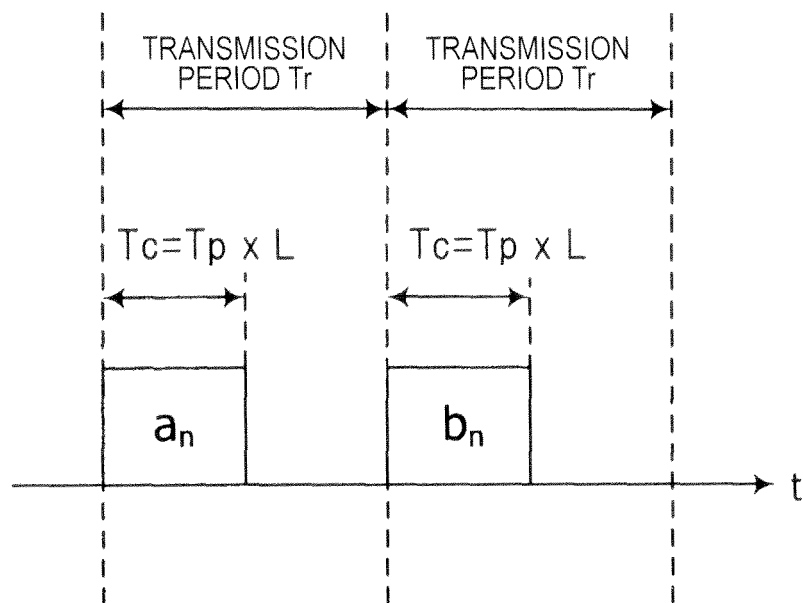 TRANSMISSION PERIOD Tr
TRANSMISSION PERIOD Tr
Tc=Tp x L
Tc=Tp x L
an
bn
t